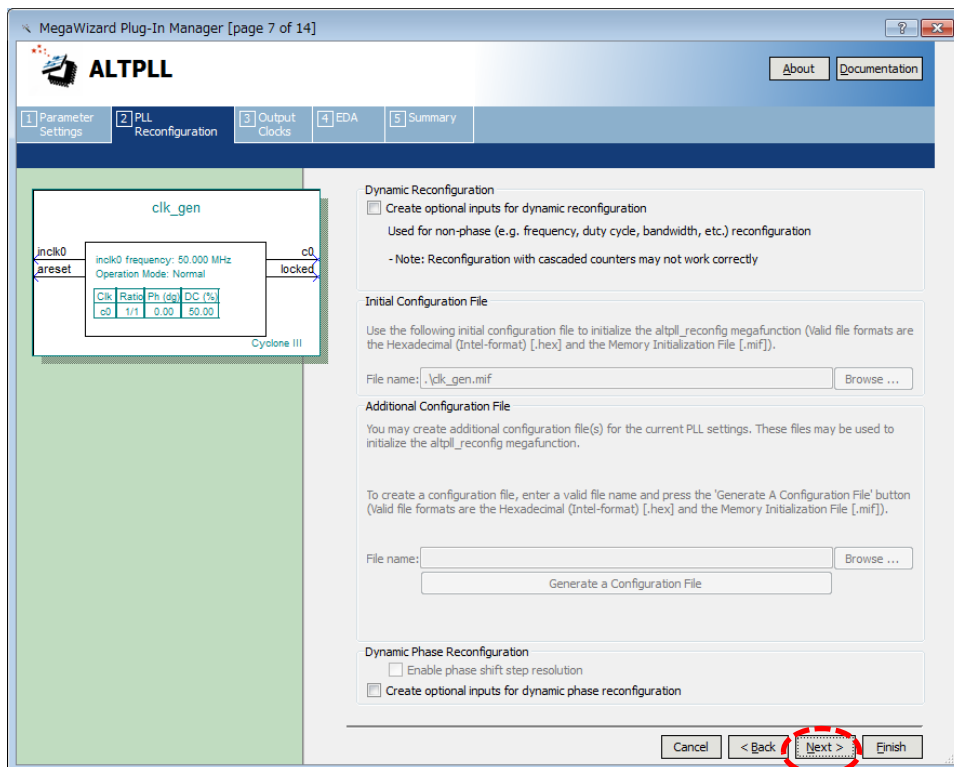 MegaWizard Plug-In Manager [page 7 of 14]
ALTPLL
About
Documentation
1 Parameter Settings
2 PLL Reconfiguration
3 Output Clocks
4 EDA
5 Summary
clk_gen
inclk0
areset
inclk0 frequency: 50.000 MHz
Operation Mode: Normal
Clk Ratio Ph (dg) DC (%)
c0 1/1 0.00 50.00
c0
locked
Cyclone III
Dynamic Reconfiguration
Create optional inputs for dynamic reconfiguration
Used for non-phase (e.g. frequency, duty cycle, bandwidth, etc.) reconfiguration
- Note: Reconfiguration with cascaded counters may not work correctly
Initial Configuration File
Use the following initial configuration file to initialize the altpll_reconfig megafunction (Valid file formats are
the Hexadecimal (Intel-format) [.hex] and the Memory Initialization File [.mif]).
File name: .\clk_gen.mif
Browse ...
Additional Configuration File
You may create additional configuration file(s) for the current PLL settings. These files may be used to
initialize the altpll_reconfig megafunction.
To create a configuration file, enter a valid file name and press the 'Generate A Configuration File' button
(Valid file formats are the Hexadecimal (Intel-format) [.hex] and the Memory Initialization File [.mif]).
File name:
Browse ...
Generate a Configuration File
Dynamic Phase Reconfiguration
Enable phase shift step resolution
Create optional inputs for dynamic phase reconfiguration
Cancel
< Back
Next >
Finish